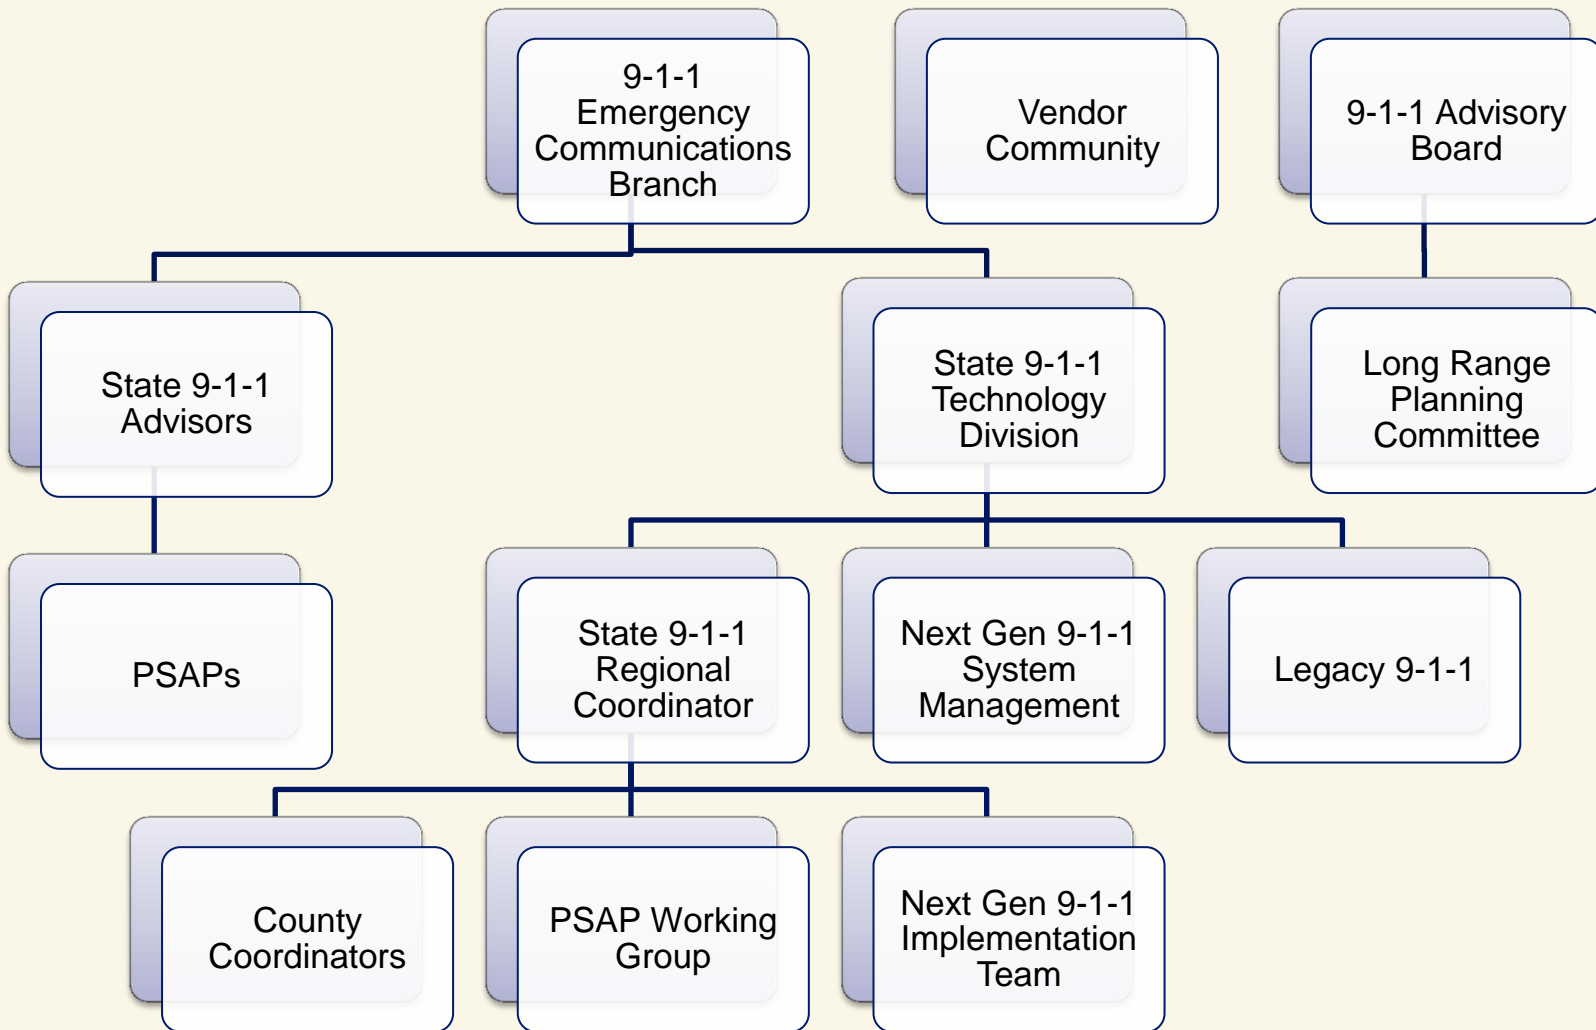 9-1-1
Emergency
Communications
Branch
Vendor
Community
9-1-1 Advisory
Board
State 9-1-1
Advisors
State 9-1-1
Technology
Division
Long Range
Planning
Committee
PSAPs
State 9-1-1
Regional
Coordinator
Next Gen 9-1-1
System
Management
Legacy 9-1-1
County
Coordinators
PSAP Working
Group
Next Gen 9-1-1
Implementation
Team